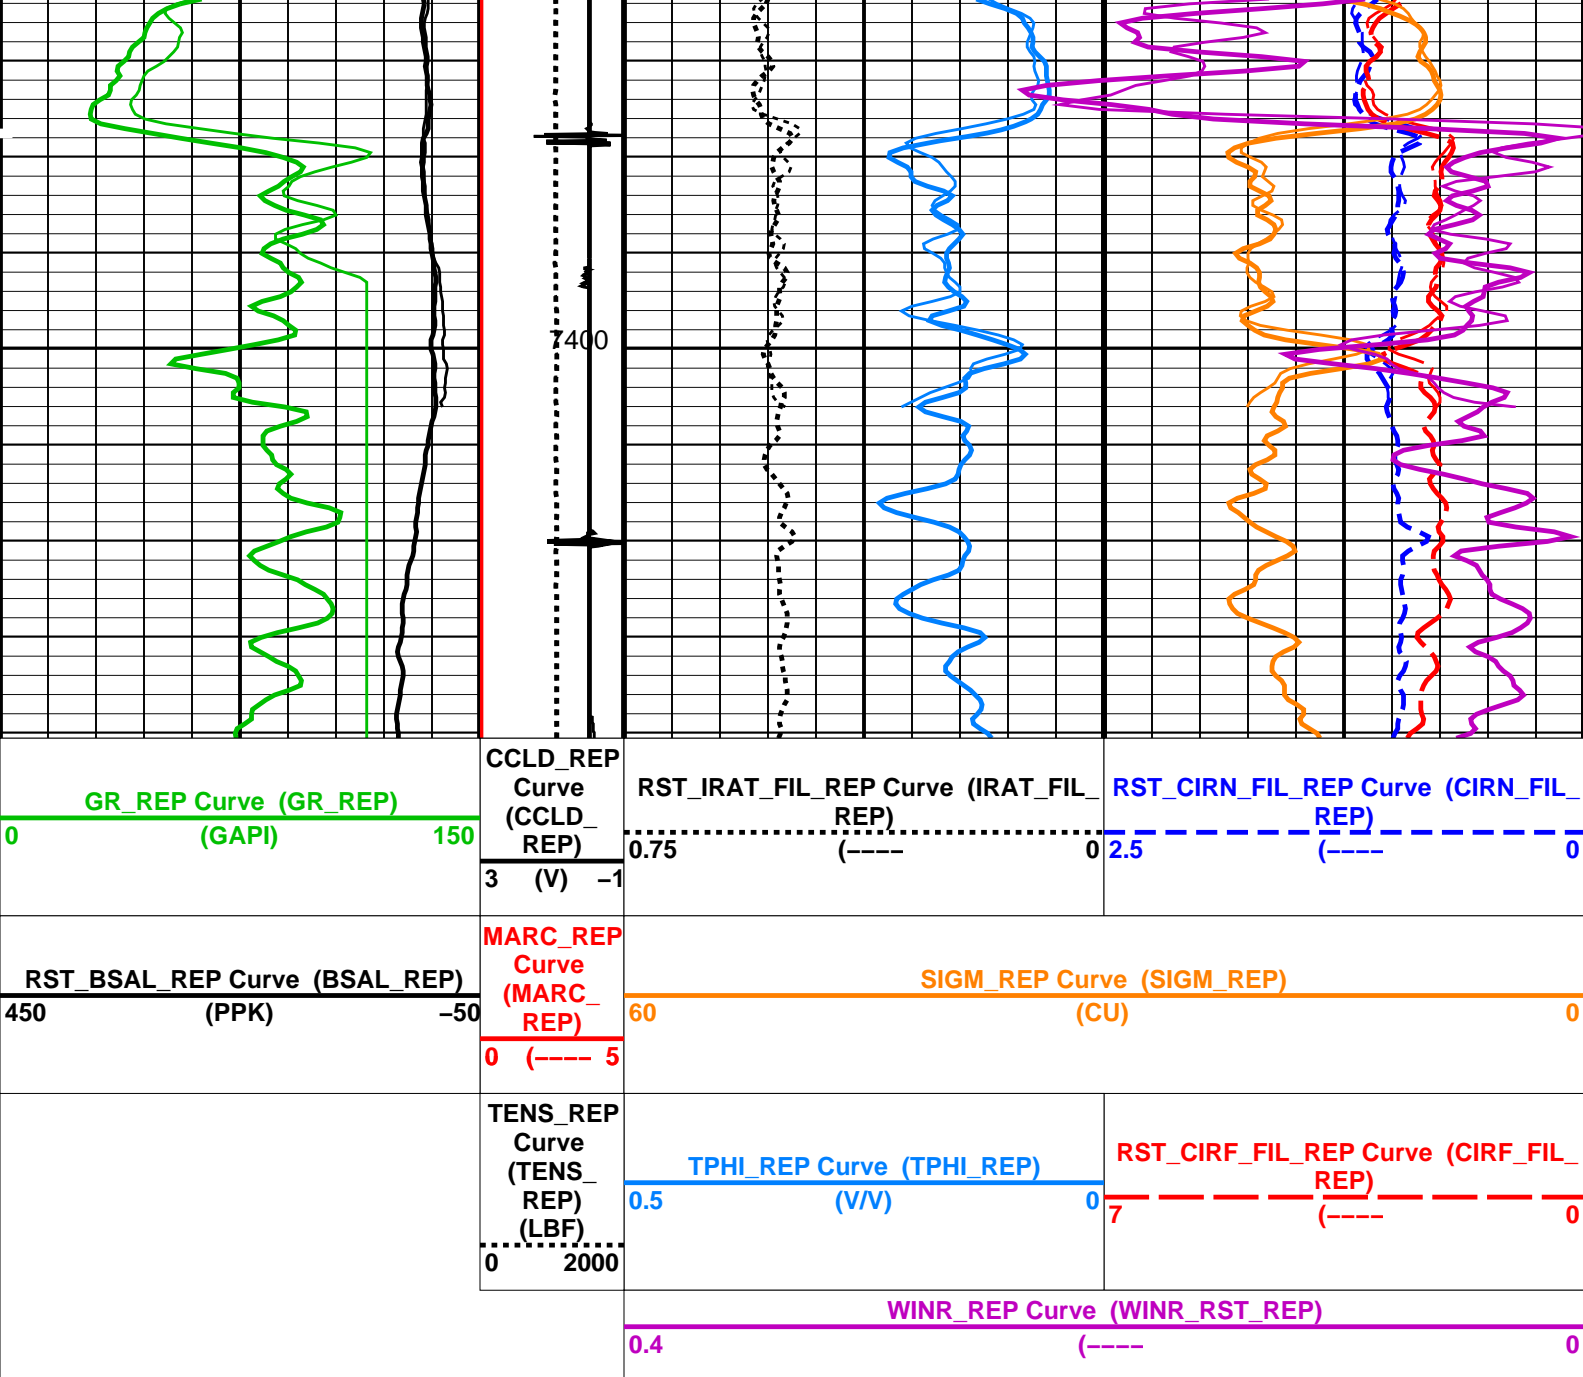 7400
GR_REP Curve (GR_REP)
0 (GAPI) 150
CCLD_REP
Curve
(CCLD_
REP)
3 (V) −1
RST_IRAT_FIL_REP Curve (IRAT_FIL_
REP)
0.75 (−−−− 0
RST_CIRN_FIL_REP Curve (CIRN_FIL_
REP)
2.5 (−−−− 0
RST_BSAL_REP Curve (BSAL_REP)
450 (PPK) −50
MARC_REP
Curve
(MARC_
REP)
0 (−−−− 5
SIGM_REP Curve (SIGM_REP)
60 (CU) 0
TENS_REP
Curve
(TENS_
REP)
(LBF)
0 2000
TPHI_REP Curve (TPHI_REP)
0.5 (V/V) 0
RST_CIRF_FIL_REP Curve (CIRF_FIL_
REP)
7 (−−−− 0
WINR_REP Curve (WINR_RST_REP)
0.4 (−−−− 0